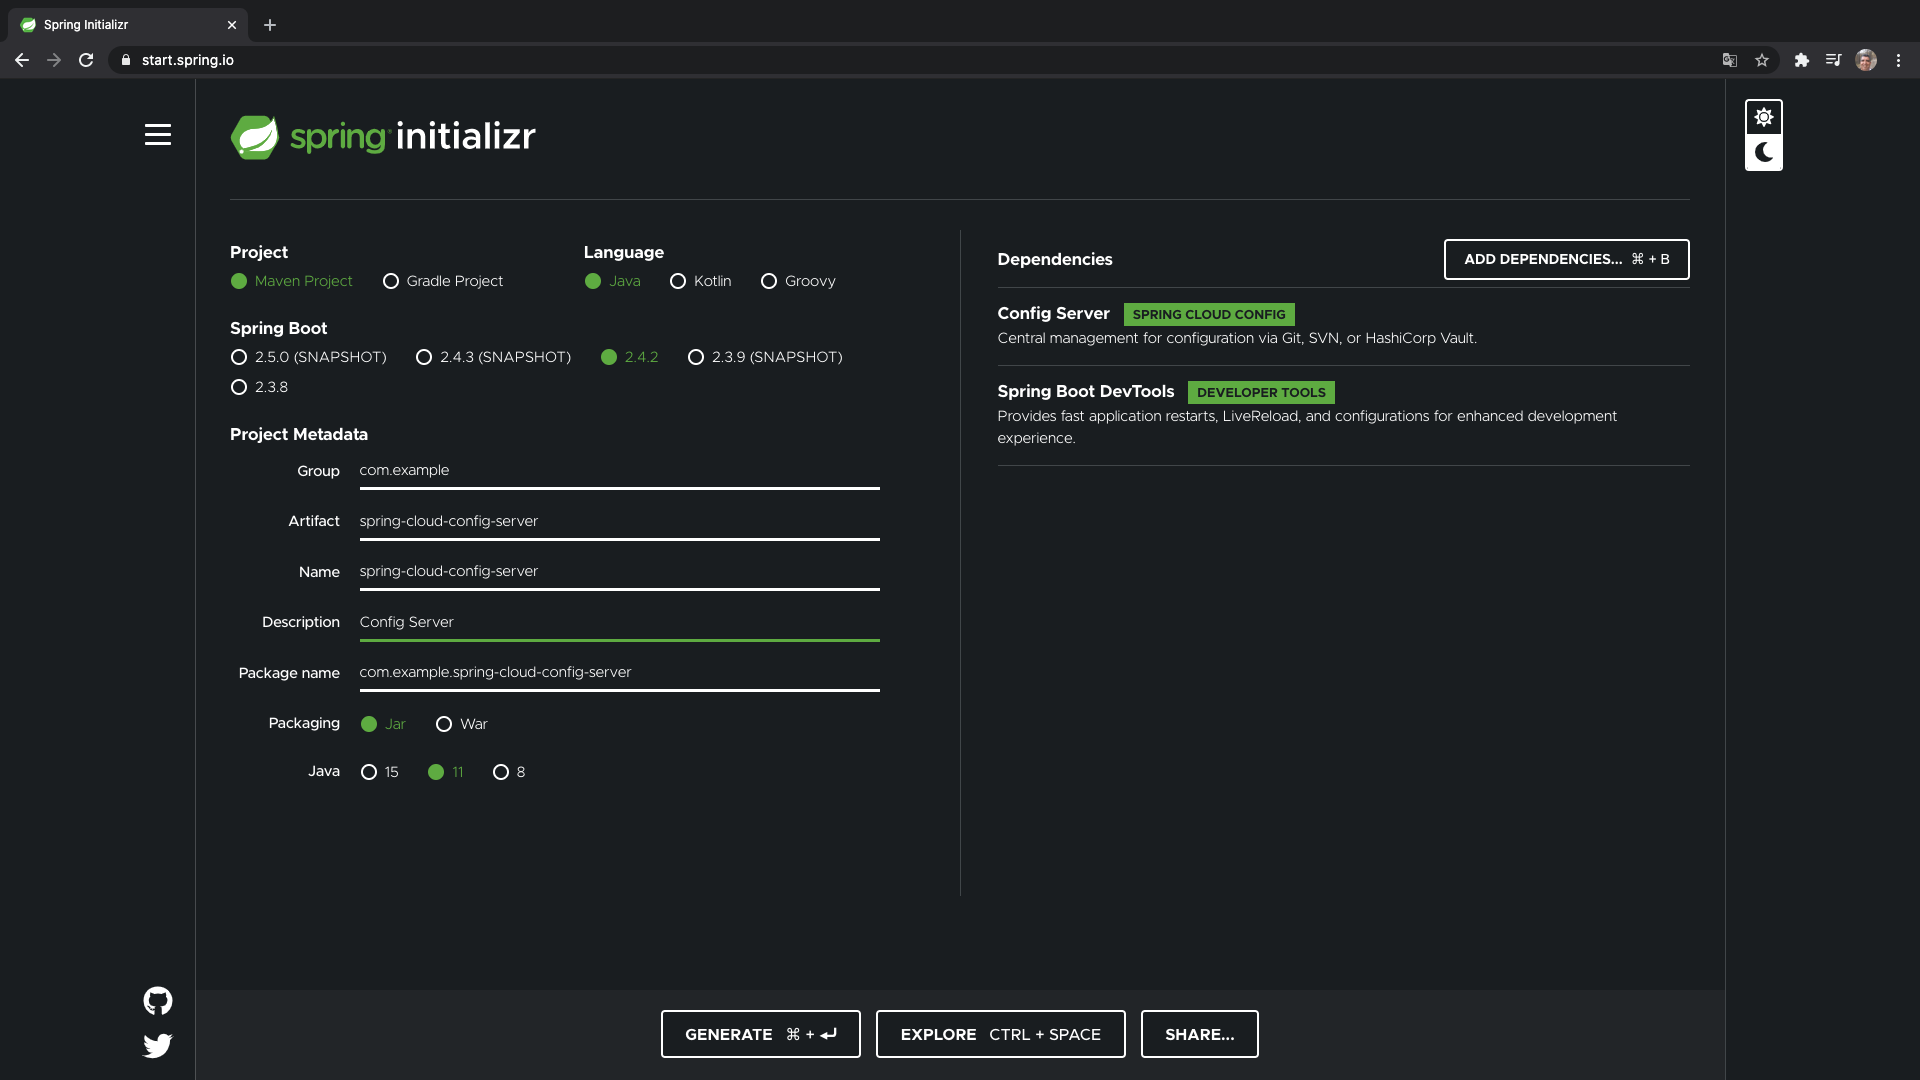 Spring Initializr
start.spring.io
spring initializr
Project
Maven Project
Gradle Project
Language
Java
Kotlin
Groovy
Spring Boot
2.5.0 (SNAPSHOT)
2.4.3 (SNAPSHOT)
2.4.2
2.3.9 (SNAPSHOT)
2.3.8
Project Metadata
Group com.example
Artifact spring-cloud-config-server
Name spring-cloud-config-server
Description Config Server
Package name com.example.spring-cloud-config-server
Packaging Jar War
Java 15 11 8
Dependencies
ADD DEPENDENCIES... ⌘ + B
Config Server SPRING CLOUD CONFIG
Central management for configuration via Git, SVN, or HashiCorp Vault.
Spring Boot DevTools DEVELOPER TOOLS
Provides fast application restarts, LiveReload, and configurations for enhanced development
experience.
GENERATE ⌘ + ⏎
EXPLORE CTRL + SPACE
SHARE...